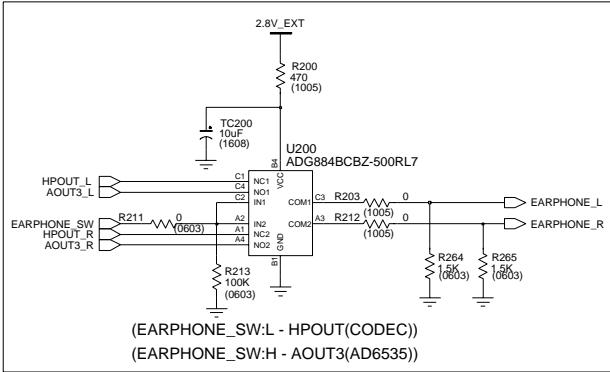 2.8V_EXT
R200
470
(1005)
TC200
10uF
(1608)
U200
ADG884BCBZ-500RL7
B4
VCC
HPOUT_L
C1
NC1
AOUT3_L
C4
NO1
C2
IN1
COM1
C3
R203
0
(1005)
EARPHONE_L
EARPHONE_SW
R211
0
(0603)
A2
IN2
COM2
A3
R212
0
(1005)
EARPHONE_R
HPOUT_R
A1
NC2
AOUT3_R
A4
NO2
GND
B1
R213
100K
(0603)
R264
1.5K
(0603)
R265
1.5K
(0603)
(EARPHONE_SW:L - HPOUT(CODEC))
(EARPHONE_SW:H - AOUT3(AD6535))